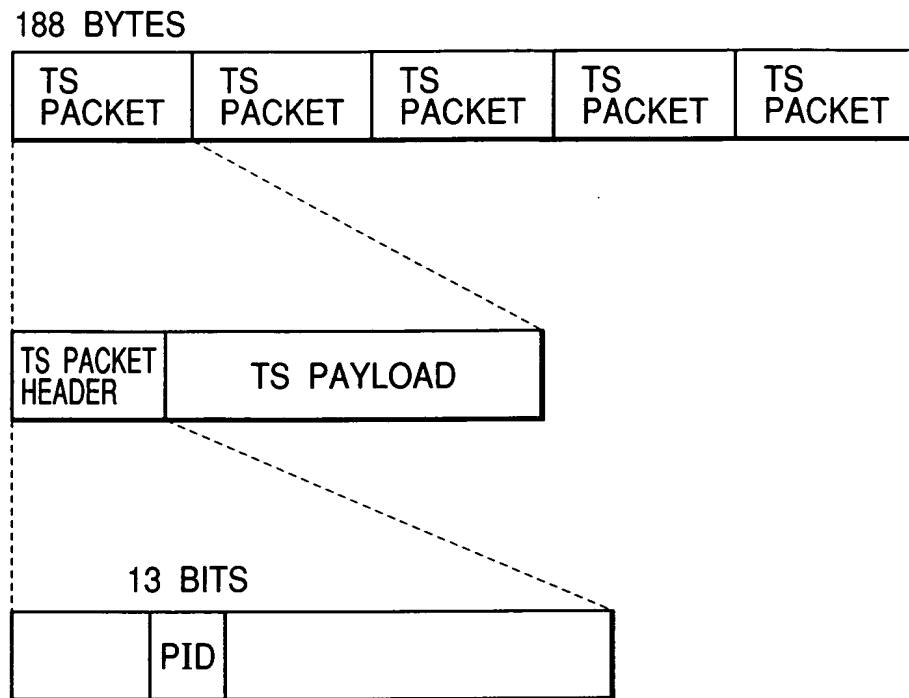 188 BYTES
TS PACKET TS PACKET TS PACKET TS PACKET TS PACKET
TS PACKET HEADER TS PAYLOAD
13 BITS
PID